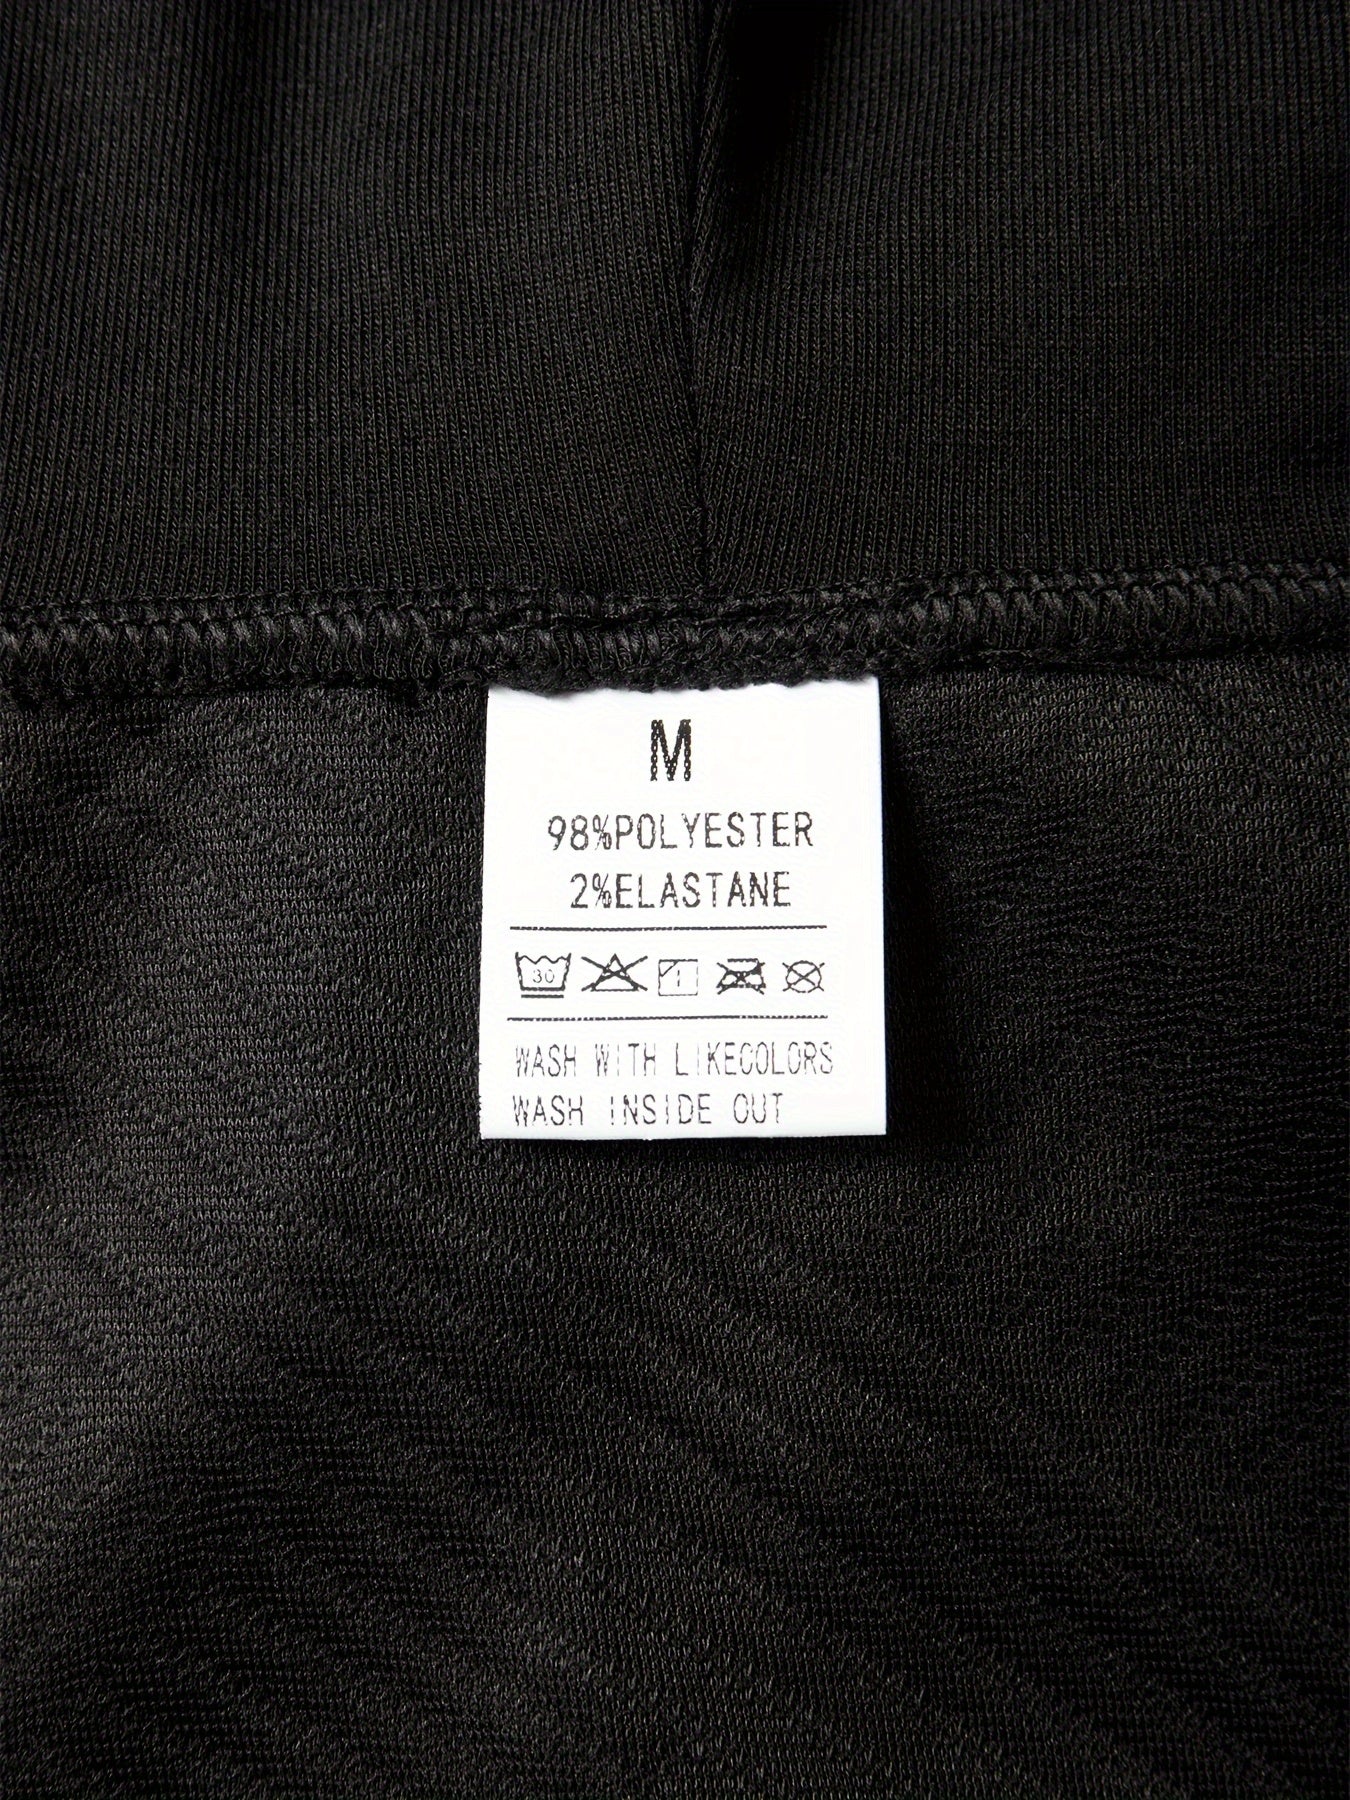 M
98%POLYESTER
2%ELASTANE
30
WASH WITH LIKECOLORS
WASH INSIDE OUT